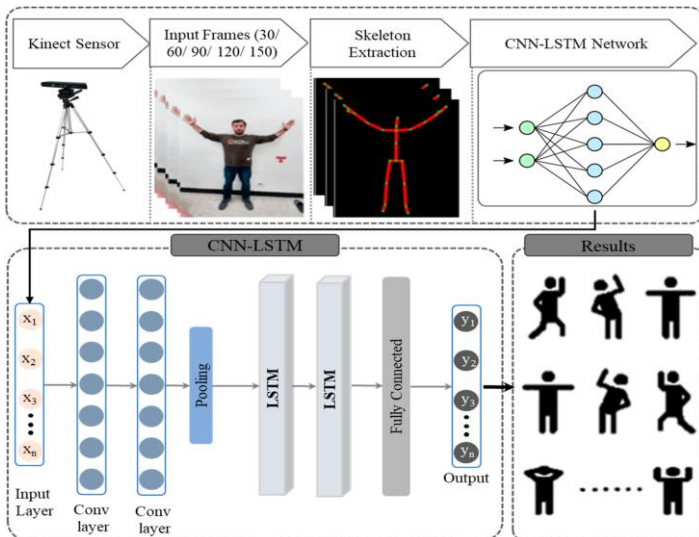 Kinect Sensor
Input Frames (30/
60/ 90/ 120/ 150)
Skeleton
Extraction
CNN-LSTM Network
CNN-LSTM
Results
x1
x2
x3
xn
Input
Layer
Conv
layer
Conv
layer
Pooling
LSTM
LSTM
Fully Connected
y1
y2
y3
yn
Output